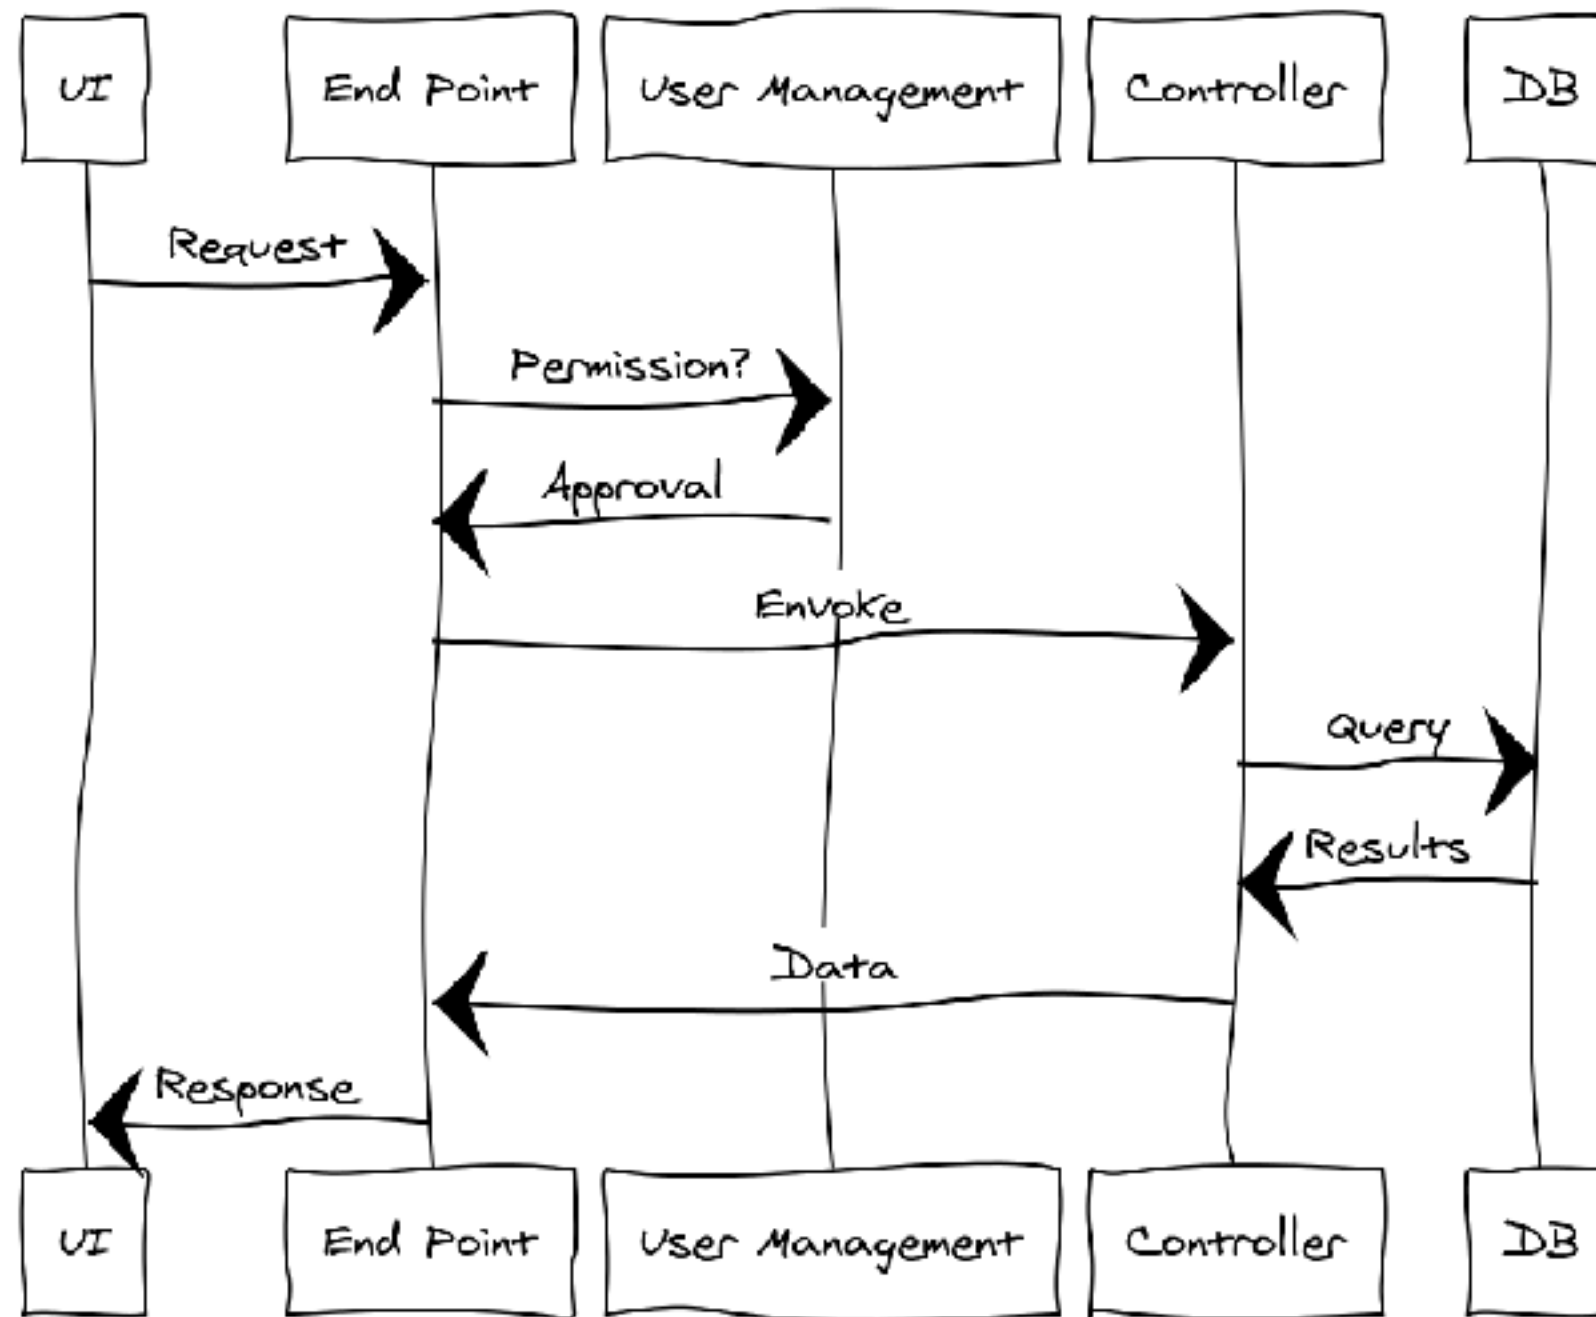 UI
End Point
User Management
Controller
DB
Request
Permission?
Approval
Envoke
Query
Results
Data
Response
UI
End Point
User Management
Controller
DB